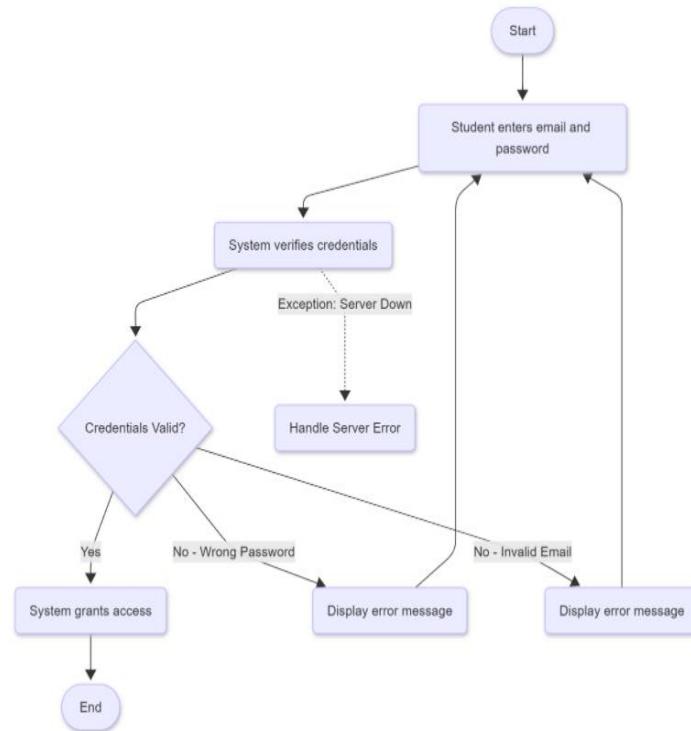 Start
Student enters email and
password
System verifies credentials
Exception: Server Down
Credentials Valid?
Handle Server Error
Yes
No - Wrong Password
No - Invalid Email
System grants access
Display error message
Display error message
End